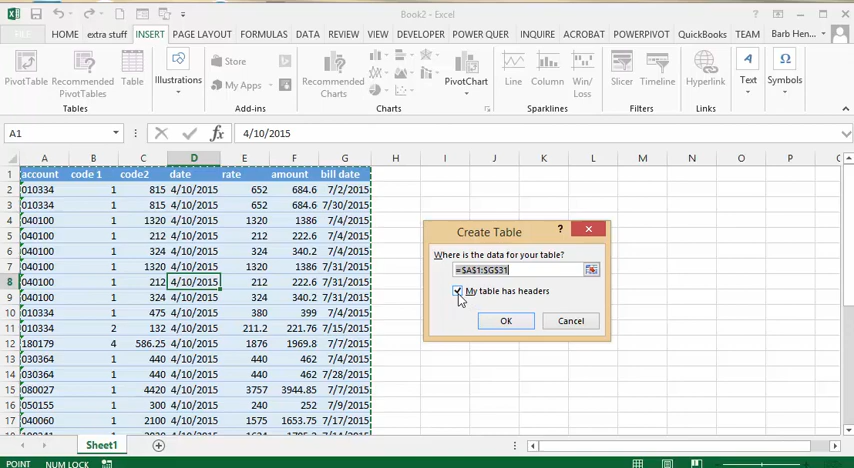 Book2 - Excel
FILE HOME extra stuff INSERT PAGE LAYOUT FORMULAS DATA REVIEW VIEW DEVELOPER POWER QUER INQUIRE ACROBAT POWERPIVOT QuickBooks TEAM Barb Hen...
PivotTable Recommended PivotTables Table
Tables
Illustrations
Store
My Apps
Add-ins
Recommended Charts
PivotChart
Charts
Line Column Win/Loss
Sparklines
Slicer Timeline
Filters
Hyperlink
Links
Text
Symbols
A1 4/10/2015
A B C D E F G H I J K L M N O P
1 account code 1 code2 date rate amount bill date
2 010334 1 815 4/10/2015 652 684.6 7/2/2015
3 010334 1 815 4/10/2015 652 684.6 7/30/2015
4 040100 1 1320 4/10/2015 1320 1386 7/4/2015
5 040100 1 212 4/10/2015 212 222.6 7/4/2015
6 040100 1 324 4/10/2015 324 340.2 7/4/2015
7 040100 1 1320 4/10/2015 1320 1386 7/31/2015
8 040100 1 212 4/10/2015 212 222.6 7/31/2015
9 040100 1 324 4/10/2015 324 340.2 7/31/2015
10 010334 1 475 4/10/2015 380 399 7/4/2015
11 010334 2 132 4/10/2015 211.2 221.76 7/15/2015
12 180179 4 586.25 4/10/2015 1876 1969.8 7/7/2015
13 030364 1 440 4/10/2015 440 462 7/4/2015
14 030364 1 440 4/10/2015 440 462 7/28/2015
15 080027 1 4420 4/10/2015 3757 3944.85 7/7/2015
16 050155 1 300 4/10/2015 240 252 7/9/2015
17 040060 1 2100 4/10/2015 1575 1653.75 7/17/2015
Create Table
?
Where is the data for your table?
=$A$1:$G$31
My table has headers
OK Cancel
Sheet1
POINT NUM LOCK